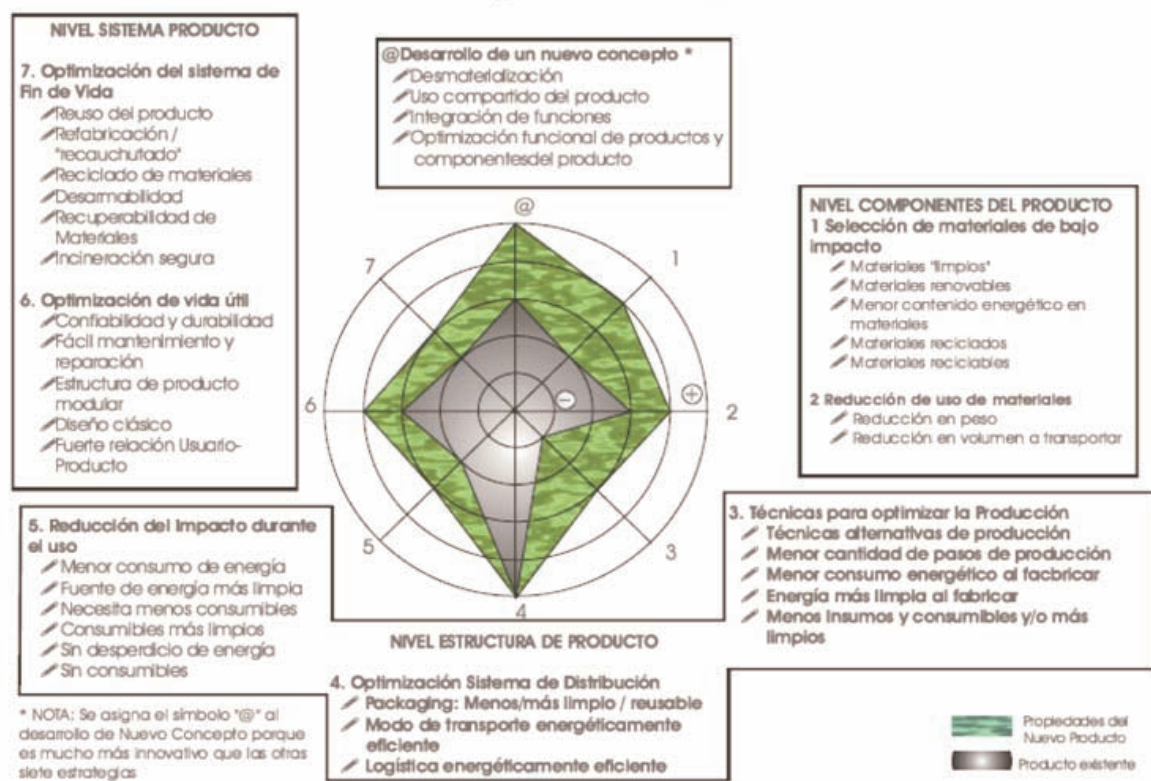 NIVEL SISTEMA PRODUCTO
7. Optimización del sistema de
Fin de Vida
Reuso del producto
Refabricación /
"recauchutado"
Reciclado de materiales
Desarmabilidad
Recuperabilidad de
Materiales
Incineración segura
6. Optimización de vida útil
Confiabilidad y durabilidad
Fácil mantenimiento y
reparación
Estructura de producto
modular
Diseño clásico
Fuerte relación Usuario-
Producto
@Desarrollo de un nuevo concepto *
Desmaterialización
Uso compartido del producto
Integración de funciones
Optimización funcional de productos y
componentesdel producto
NIVEL COMPONENTES DEL PRODUCTO
1 Selección de materiales de bajo
impacto
Materiales "limpios"
Materiales renovables
Menor contenido energético en
materiales
Materiales reciclados
Materiales reciclables
2 Reducción de uso de materiales
Reducción en peso
Reducción en volumen a transportar
@
7
1
6
-
+
2
5
3
4
5. Reducción del Impacto durante
el uso
Menor consumo de energía
Fuente de energía más limpia
Necesita menos consumibles
Consumibles más limpios
Sin desperdicio de energía
Sin consumibles
3. Técnicas para optimizar la Producción
Técnicas alternativas de producción
Menor cantidad de pasos de producción
Menor consumo energético al facbricar
Energía más limpia al fabricar
Menos Insumos y consumibles y/o más
limpios
NIVEL ESTRUCTURA DE PRODUCTO
4. Optimización Sistema de Distribución
Packaging: Menos/más limpio / reusable
Modo de transporte energéticamente
eficiente
Logística energéticamente eficiente
* NOTA: Se asigna el símbolo "@" al
desarrollo de Nuevo Concepto porque
es mucho más innovativo que las otras
siete estrategias
Propiedades del
Nuevo Producto
Producto existente